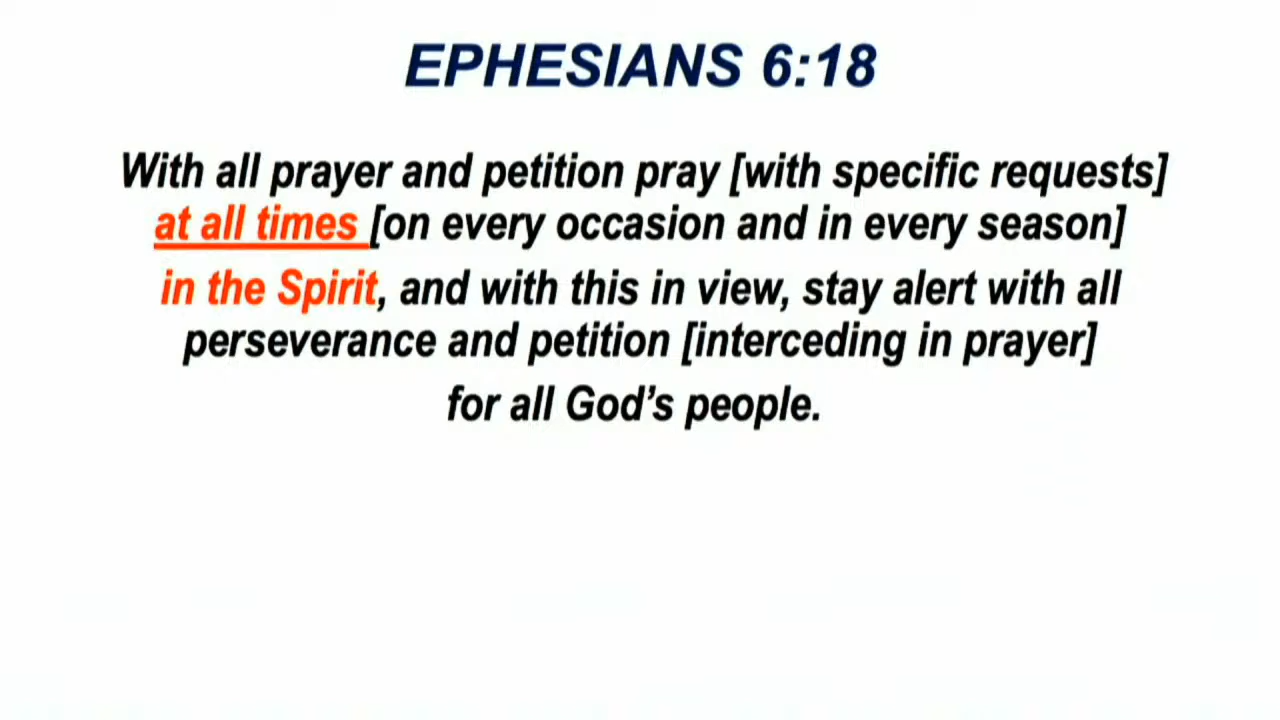 EPHESIANS 6:18
With all prayer and petition pray [with specific requests]
at all times [on every occasion and in every season]
in the Spirit, and with this in view, stay alert with all
perseverance and petition [interceding in prayer]
for all God’s people.